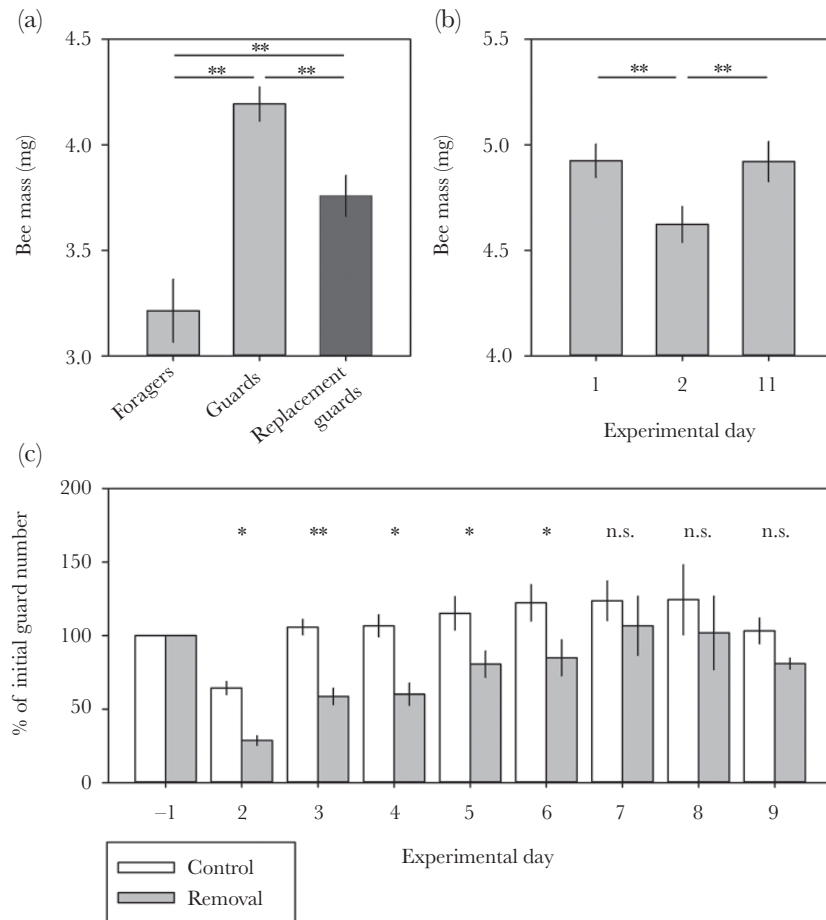 (a)
4.5
4.0
3.5
3.0
Bee mass (mg)
**
** **
Foragers
Guards
Replacement
guards
(b)
5.5
5.0
4.5
4.0
Bee mass (mg)
** **
1 2 11
Experimental day
(c)
200
150
100
50
0
% of initial guard number
* ** * * * n.s. n.s. n.s.
–1 2 3 4 5 6 7 8 9
Experimental day
Control
Removal